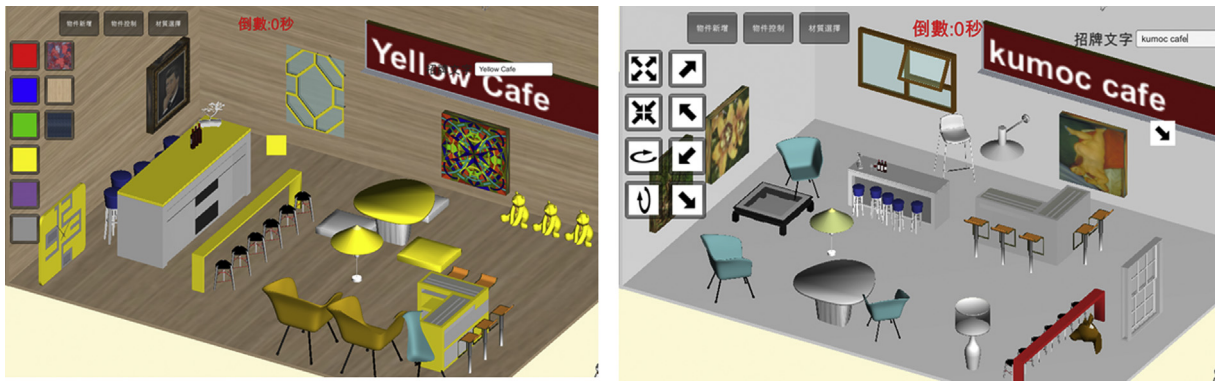 物件新增 物件控制 材質選擇
倒數:0秒
Yellow Cafe
Yellow Cafe
物件新增 物件控制 材質選擇
倒數:0秒
招牌文字 kumoc cafe
kumoc cafe